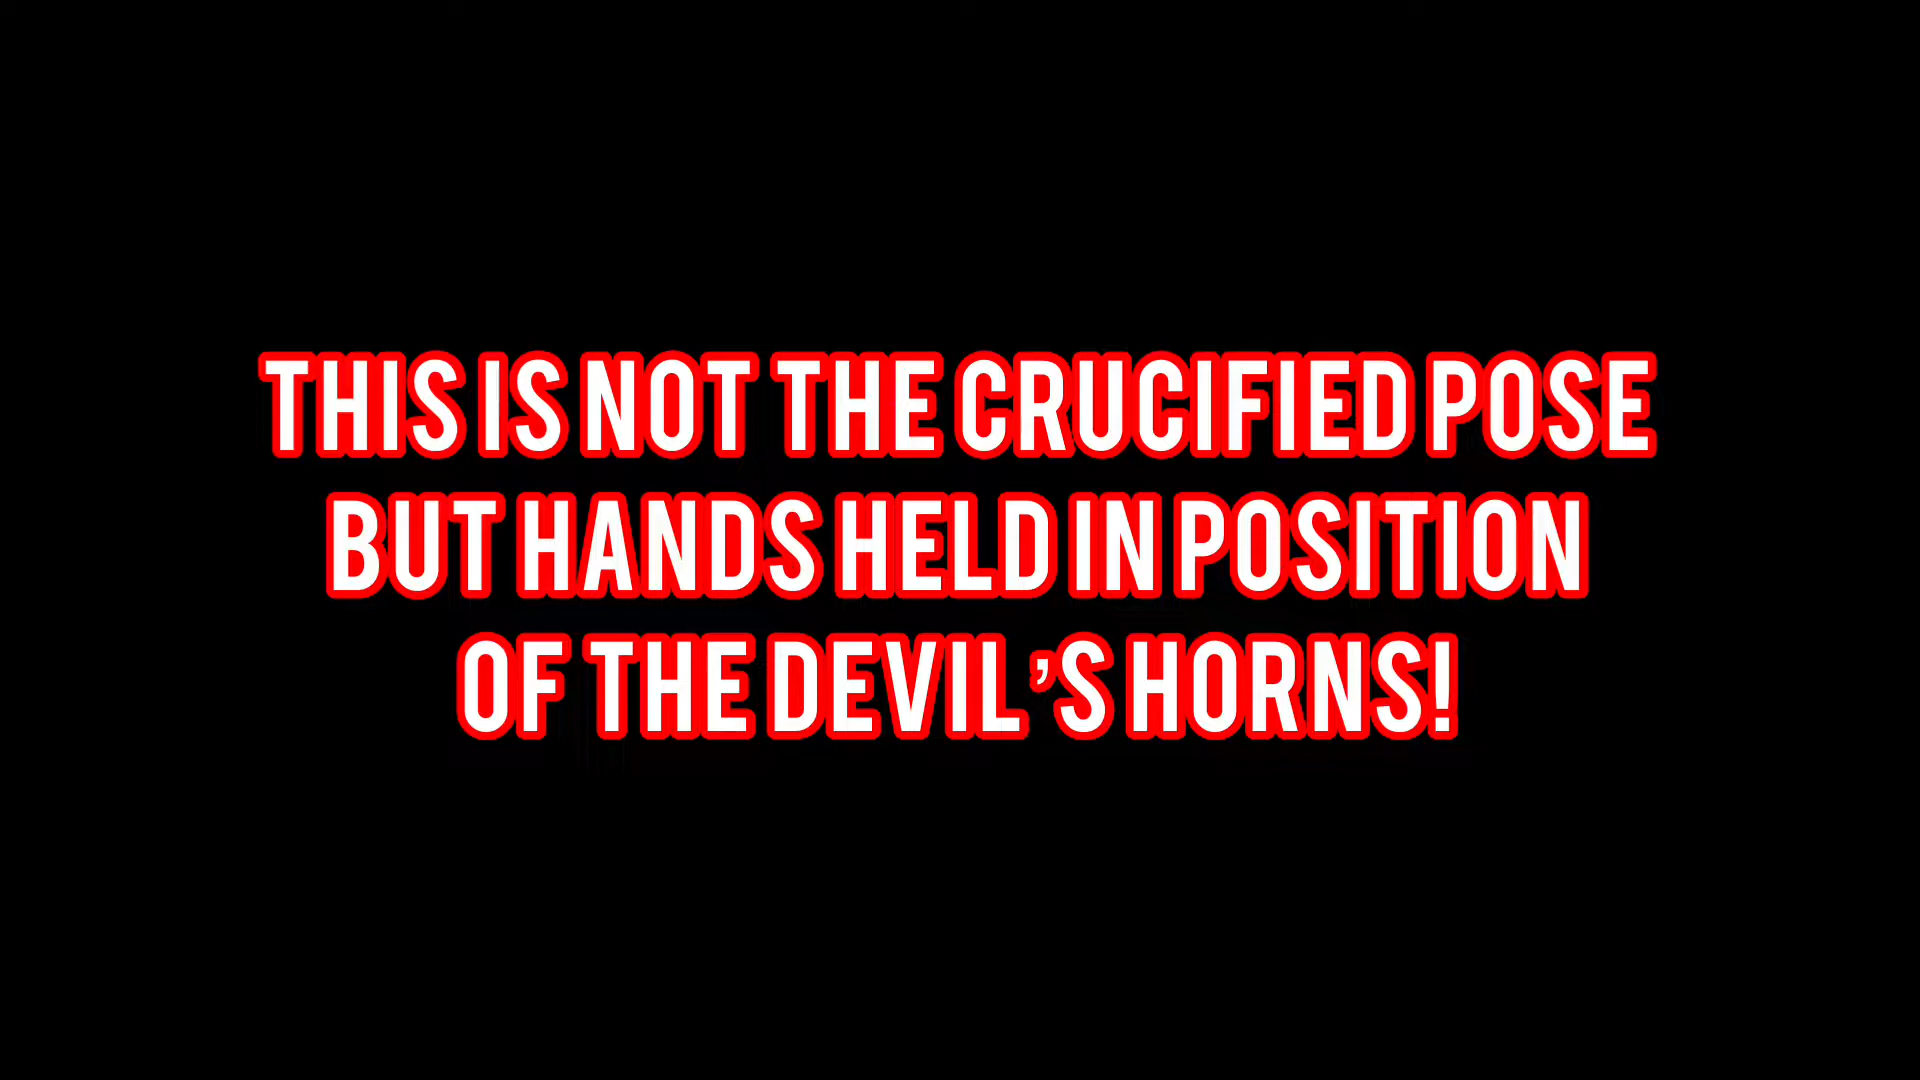 THIS IS NOT THE CRUCIFIED POSE
BUT HANDS HELD IN POSITION
OF THE DEVIL'S HORNS!